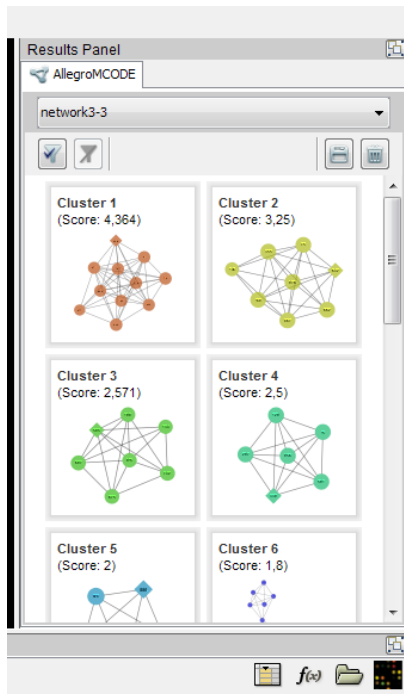 Results Panel
AllegroMCODE
network3-3
Cluster 1
(Score: 4,364)
Cluster 2
(Score: 3,25)
Cluster 3
(Score: 2,571)
Cluster 4
(Score: 2,5)
Cluster 5
(Score: 2)
Cluster 6
(Score: 1,8)
f(x)